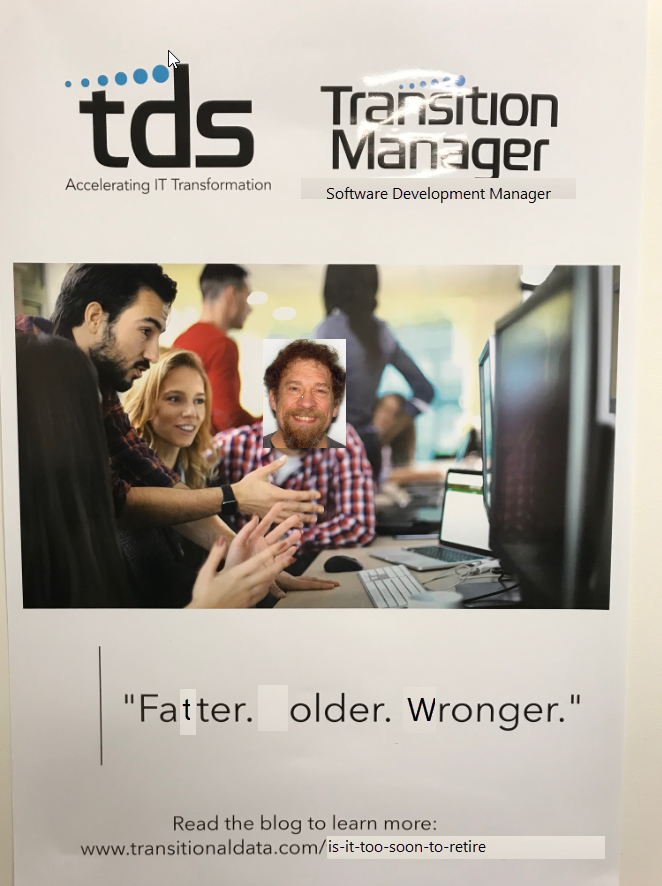 tds
Accelerating IT Transformation
Transition
Manager
Software Development Manager
"Fatter. older. Wronger."
Read the blog to learn more:
www.transitionaldata.com/is-it-too-soon-to-retire